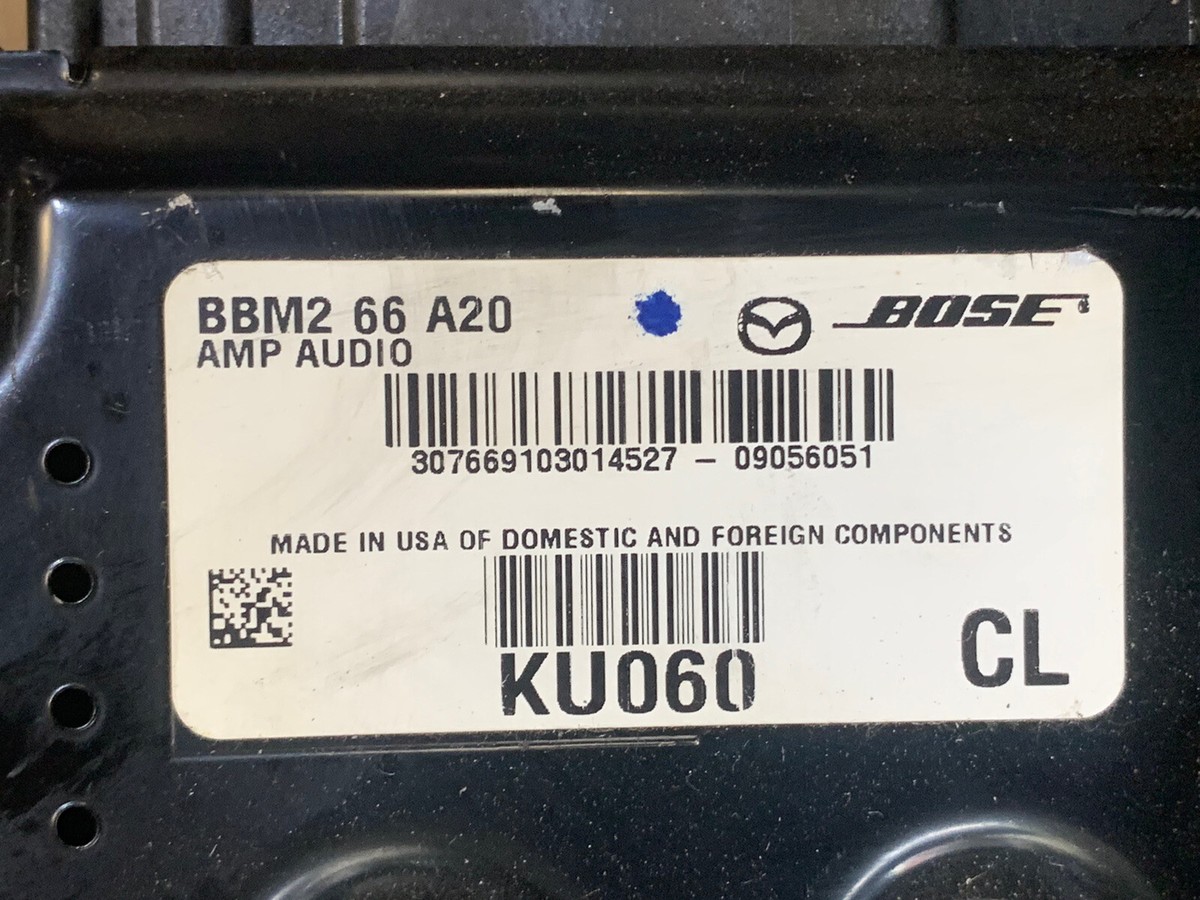 BBM2 66 A20
BOSE
AMP AUDIO
307669103014527 – 09056051
MADE IN USA OF DOMESTIC AND FOREIGN COMPONENTS
KU060
CL